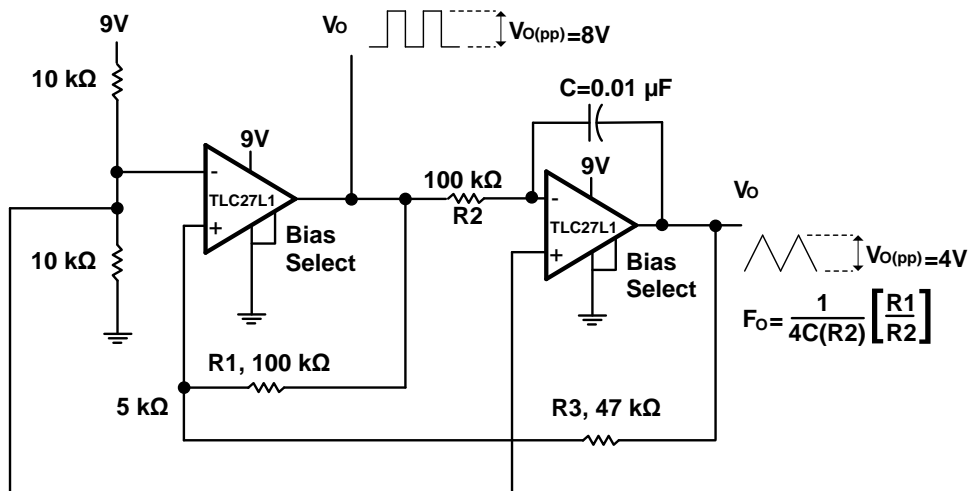 9V
10 kΩ
10 kΩ
Vo
VO(pp)=8V
9V
-
TLC27L1
+
Bias
Select
100 kΩ
R2
C=0.01 µF
9V
-
TLC27L1
+
Bias
Select
Vo
VO(pp)=4V
FO= 1/4C(R2) [R1/R2]
R1, 100 kΩ
5 kΩ
R3, 47 kΩ